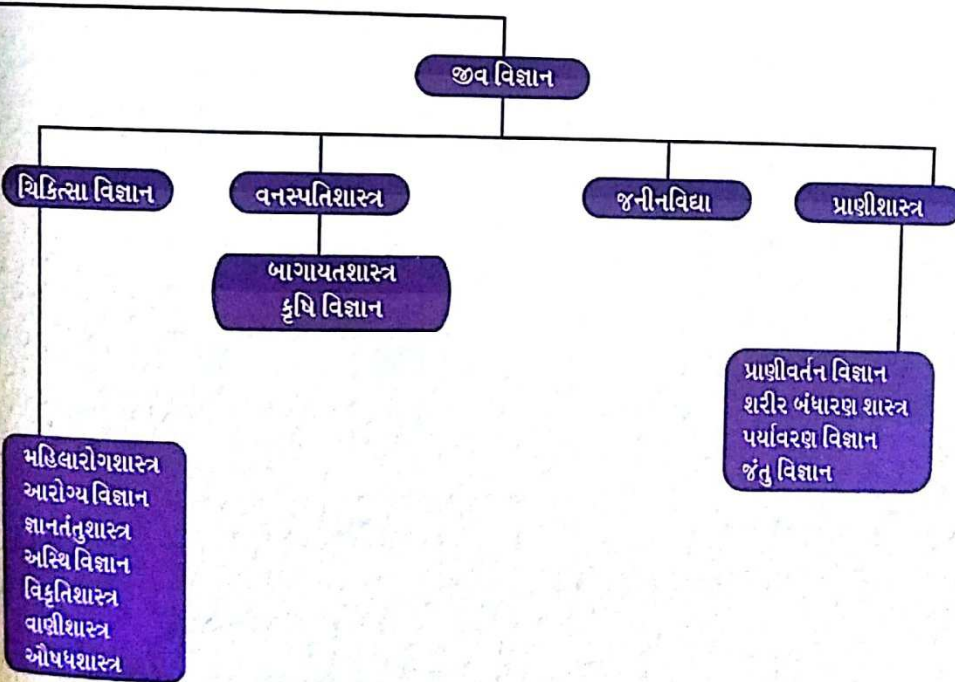 જીવ વિજ્ઞાન
ચિકિત્સા વિજ્ઞાન
વનસ્પતિશાસ્ત્ર
જનીનવિદ્યા
પ્રાણીશાસ્ત્ર
બાગાયતશાસ્ત્ર
કૃષિ વિજ્ઞાન
પ્રાણીવર્તન વિજ્ઞાન
શરીર બંધારણ શાસ્ત્ર
પર્યાવરણ વિજ્ઞાન
જંતુ વિજ્ઞાન
મહિલારોગશાસ્ત્ર
આરોગ્ય વિજ્ઞાન
જ્ઞાનતંતુશાસ્ત્ર
અસ્થિ વિજ્ઞાન
વિકૃતિશાસ્ત્ર
વાણીશાસ્ત્ર
ઔષધશાસ્ત્ર